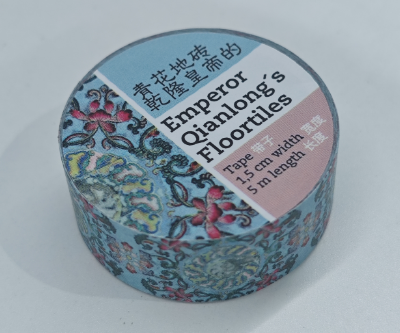 青花地砖
乾隆皇帝的
Emperor
Qianlong´s
Floortiles
Tape 带子
1,5 cm width 宽度
5 m length 长度